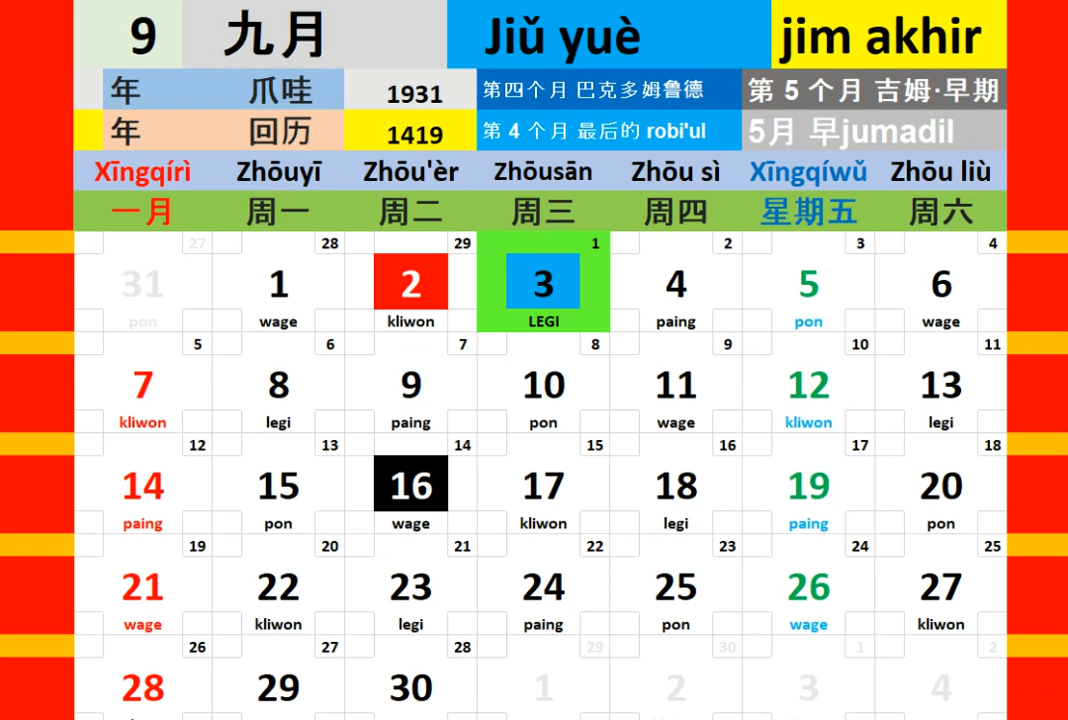 9 九月 Jiǔ yuè jim akhir
年 爪哇 1931 第四个月 巴克多姆鲁德 第 5 个月 吉姆·早期
年 回历 1419 第 4 个月 最后的 robi'ul 5月 早jumadil
Xīngqírì Zhōuyī Zhōu'èr Zhōusān Zhōu sì Xīngqíwǔ Zhōu liù
一月 周一 周二 周三 周四 星期五 周六
27 28 29 1 2 3 4
31 1 2 3 4 5 6
pon wage kliwon LEGI paing pon wage
5 6 7 8 9 10 11
7 8 9 10 11 12 13
kliwon legi paing pon wage kliwon legi
12 13 14 15 16 17 18
14 15 16 17 18 19 20
paing pon wage kliwon legi paing pon
19 20 21 22 23 24 25
21 22 23 24 25 26 27
wage kliwon legi paing pon wage kliwon
26 27 28 29 30 1 2
28 29 30 1 2 3 4